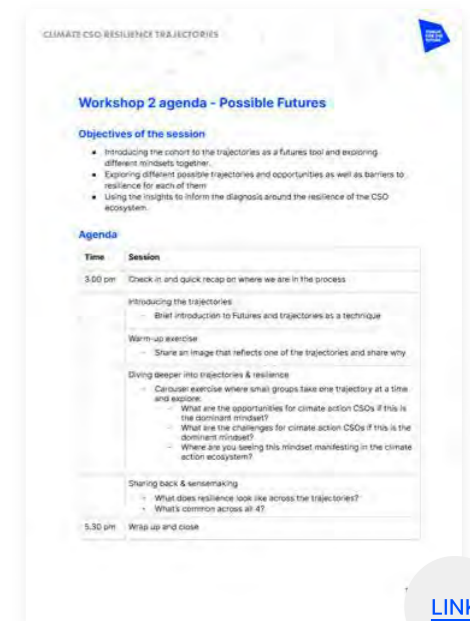 CLIMATE CSO RESILIENCE TRAJECTORIES
FORUM
FOR THE
FUTURE
Workshop 2 agenda - Possible Futures
Objectives of the session
• Introducing the cohort to the trajectories as a futures tool and exploring
different mindsets together.
• Exploring different possible trajectories and opportunities as well as barriers to
resilience for each of them
• Using the insights to inform the diagnosis around the resilience of the CSO
ecosystem.
Agenda
Time Session
3.00 pm Check in and quick recap on where we are in the process
Introducing the trajectories
- Brief introduction to Futures and trajectories as a technique
Warm-up exercise
- Share an image that reflects one of the trajectories and share why
Diving deeper into trajectories & resilience
- Carousel exercise where small groups take one trajectory at a time
and explore:
- What are the opportunities for climate action CSOs if this is
the dominant mindset?
- What are the challenges for climate action CSOs if this is the
dominant mindset?
- Where are you seeing this mindset manifesting in the climate
action ecosystem?
Sharing back & sensemaking
- What does resilience look like across the trajectories?
- What's common across all 4?
5.30 pm Wrap up and close
LINK